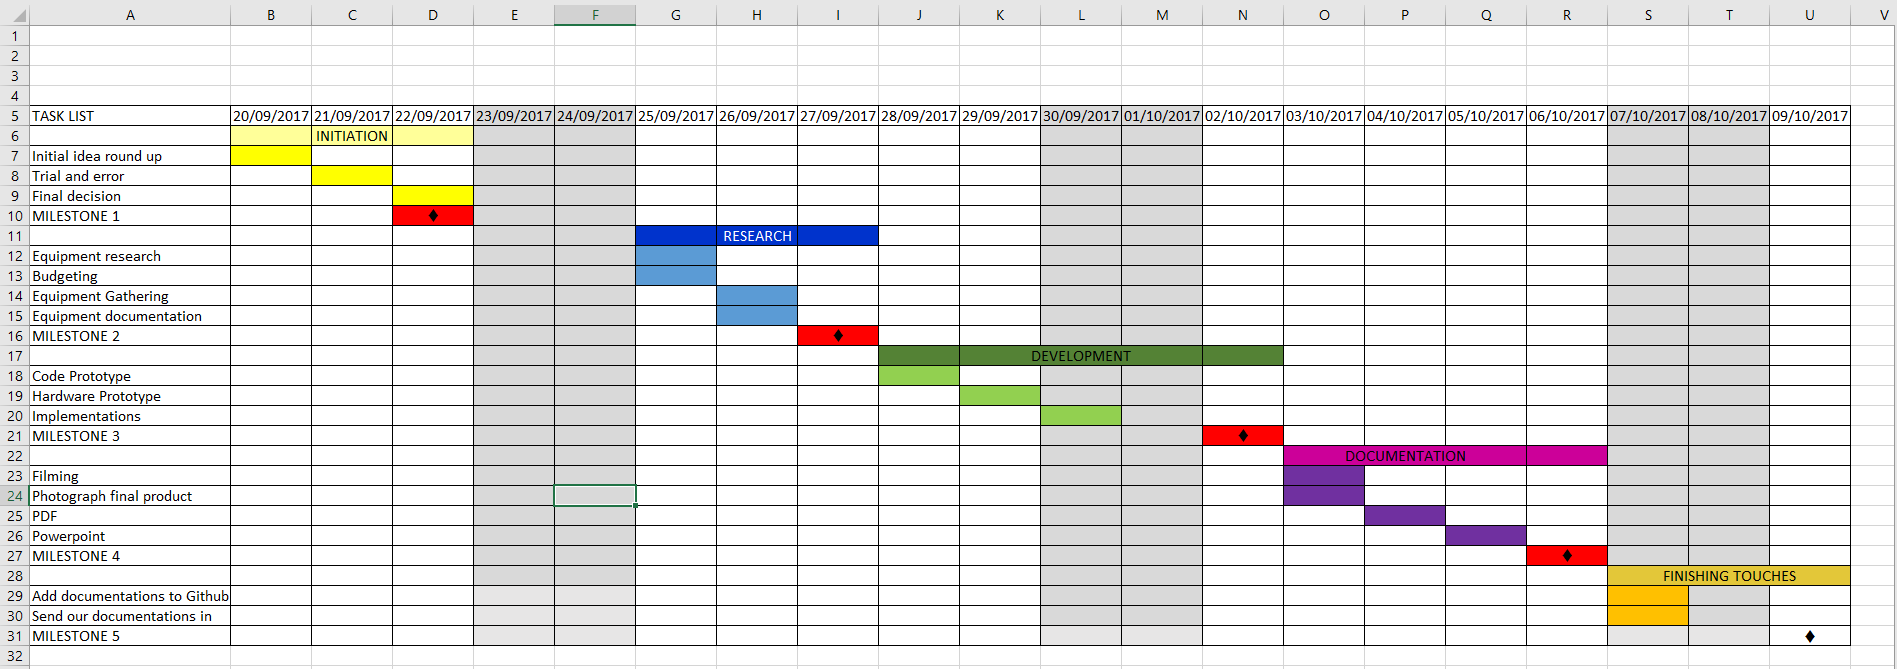 A B C D E F G H I J K L M N O P Q R S T U V
1
2
3
4
5 TASK LIST 20/09/2017 21/09/2017 22/09/2017 23/09/2017 24/09/2017 25/09/2017 26/09/2017 27/09/2017 28/09/2017 29/09/2017 30/09/2017 01/10/2017 02/10/2017 03/10/2017 04/10/2017 05/10/2017 06/10/2017 07/10/2017 08/10/2017 09/10/2017
6 INITIATION
7 Initial idea round up
8 Trial and error
9 Final decision
10 MILESTONE 1 ♦
11 RESEARCH
12 Equipment research
13 Budgeting
14 Equipment Gathering
15 Equipment documentation
16 MILESTONE 2 ♦
17 DEVELOPMENT
18 Code Prototype
19 Hardware Prototype
20 Implementations
21 MILESTONE 3 ♦
22 DOCUMENTATION
23 Filming
24 Photograph final product
25 PDF
26 Powerpoint
27 MILESTONE 4 ♦
28 FINISHING TOUCHES
29 Add documentations to Github
30 Send our documentations in
31 MILESTONE 5 ♦
32